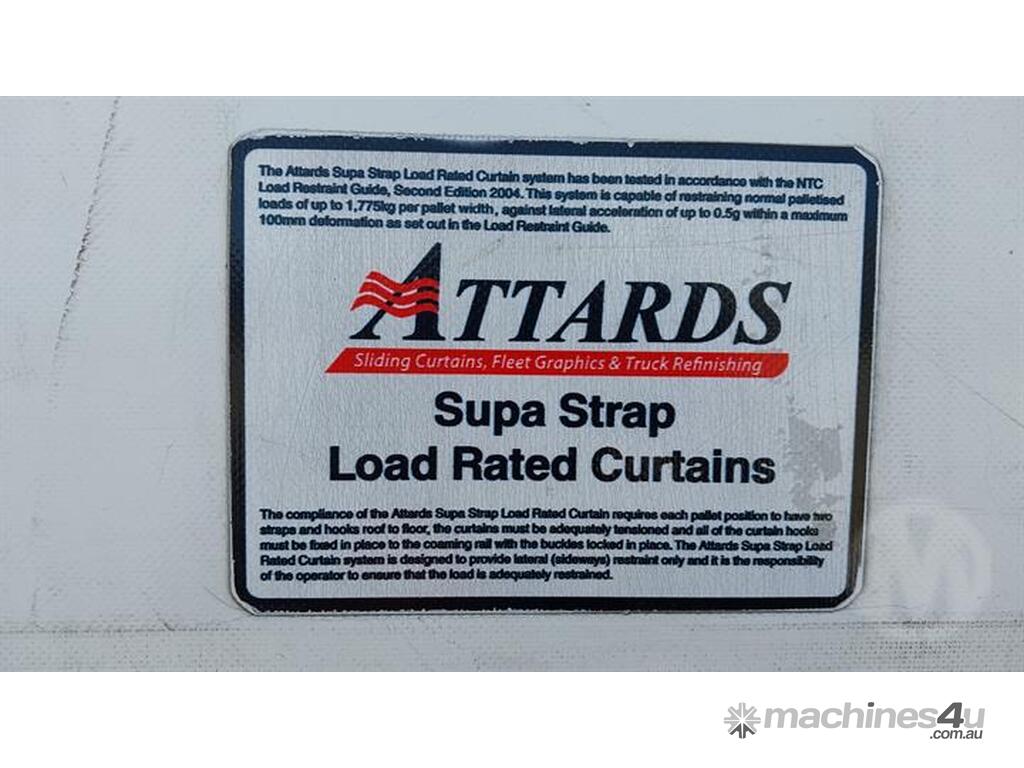 The Attards Supa Strap Load Rated Curtain system has been tested in accordance with the NTC
Load Restraint Guide, Second Edition 2004. This system is capable of restraining normal palletised
loads of up to 1,775kg per pallet width, against lateral acceleration of up to 0.5g within a maximum
100mm deformation as set out in the Load Restraint Guide.
ATTARDS
Sliding Curtains, Fleet Graphics & Truck Refinishing
Supa Strap
Load Rated Curtains
The compliance of the Attards Supa Strap Load Rated Curtain requires each pallet position to have two
straps and hooks roof to floor, the curtains must be adequately tensioned and all of the curtain hooks
must be fixed in place to the coaming rail with the buckles locked in place. The Attards Supa Strap Load
Rated Curtain system is designed to provide lateral (sideways) restraint only and it is the responsibility
of the operator to ensure that the load is adequately restrained.
machines4u
.com.au